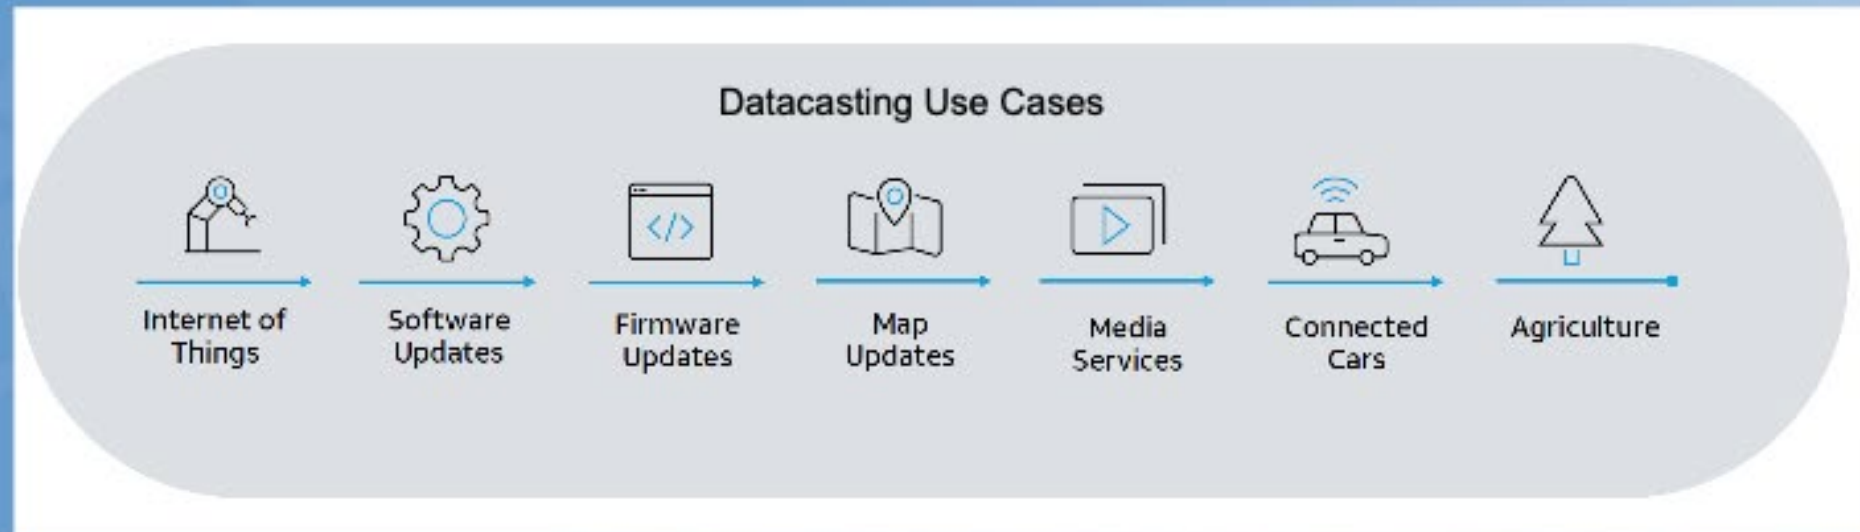 Datacasting Use Cases
</>
Internet of
Things
Software
Updates
Firmware
Updates
Map
Updates
Media
Services
Connected
Cars
Agriculture